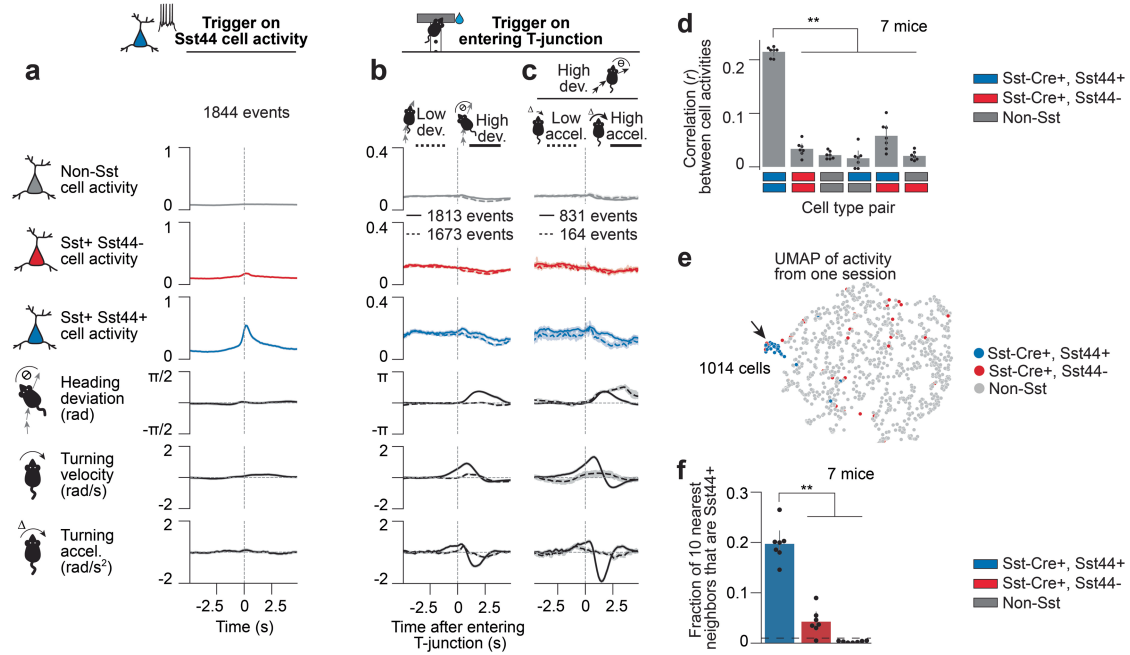 Trigger on
Sst44 cell activity
Trigger on
entering T-junction
a
1844 events
Non-Sst
cell activity
1
0
Sst+ Sst44-
cell activity
1
0
Sst+ Sst44+
cell activity
1
0
Heading
deviation
(rad)
π/2
-π/2
Turning
velocity
(rad/s)
2
-2
Δ
Turning
accel.
(rad/s²)
2
-2
-2.5 0 2.5
Time (s)
b
Low
dev.
Θ
High
dev.
0.4
0
1813 events
1673 events
0.4
0
0.4
0
π
-π
2
-2
2
-2
-2.5 0 2.5
Time after entering
T-junction (s)
c
High
dev.
Θ
Δ
Low
accel.
Δ
High
accel.
831 events
164 events
-2.5 0 2.5
d
**
7 mice
Correlation (r)
between cell activities
0.2
0.1
0
Cell type pair
Sst-Cre+, Sst44+
Sst-Cre+, Sst44-
Non-Sst
e
UMAP of activity
from one session
1014 cells
Sst-Cre+, Sst44+
Sst-Cre+, Sst44-
Non-Sst
f
**
7 mice
Fraction of 10 nearest
neighbors that are Sst44+
0.3
0.2
0.1
0
Sst-Cre+, Sst44+
Sst-Cre+, Sst44-
Non-Sst